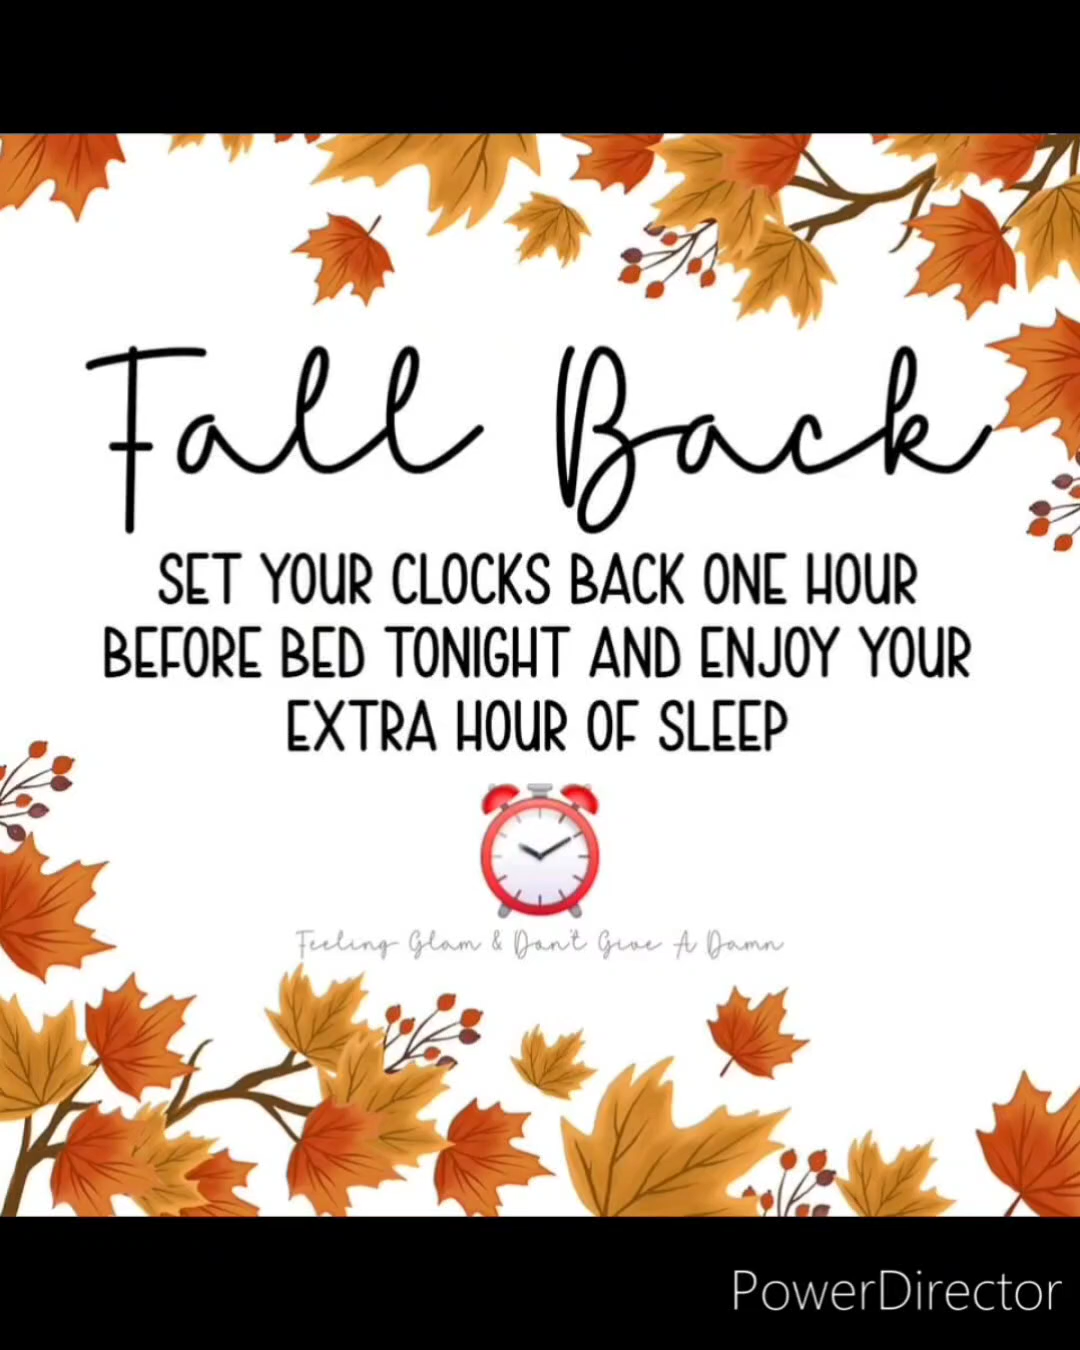 Fall Back
SET YOUR CLOCKS BACK ONE HOUR
BEFORE BED TONIGHT AND ENJOY YOUR
EXTRA HOUR OF SLEEP
Feeling Glam & Don't Give A Damn
PowerDirector